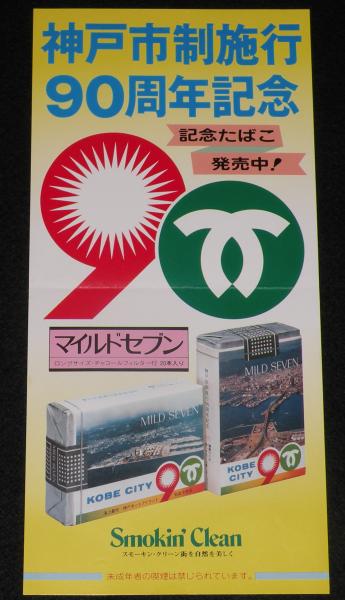 神戸市制施行
90周年記念
記念たばこ
発売中!
90
マイルドセブン
ロングサイズ・チャコールフィルター付 20本入り
MILD SEVEN
KOBE CITY 90
MILD SEVEN
KOBE CITY 90
Smokin' Clean
スモーキン・クリーン 街を自然を美しく
未成年者の喫煙は禁じられています。